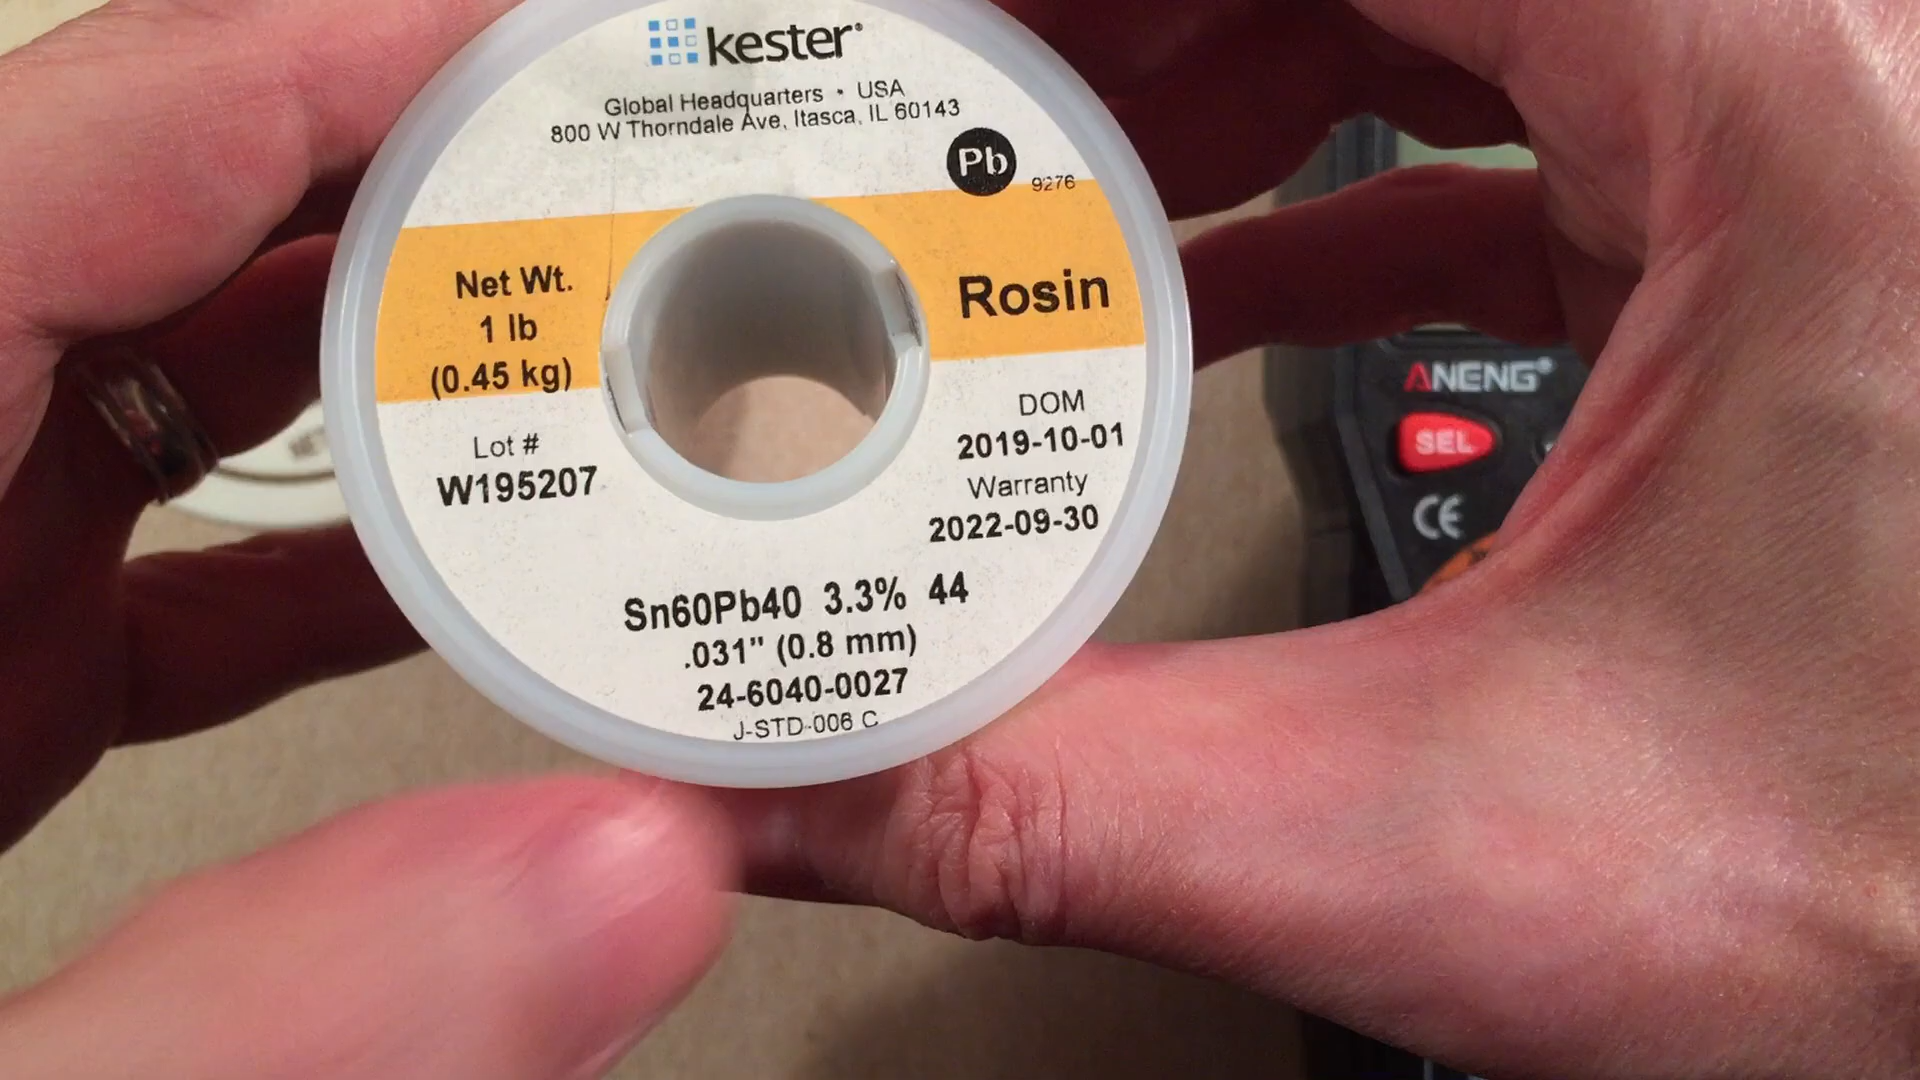 kester®
Global Headquarters • USA
800 W Thorndale Ave, Itasca, IL 60143
Pb
9276
Net Wt.
1 lb
(0.45 kg)
Rosin
Lot #
W195207
DOM
2019-10-01
Warranty
2022-09-30
Sn60Pb40 3.3% 44
.031" (0.8 mm)
24-6040-0027
J-STD-006 C
ANENG®
SEL
CE